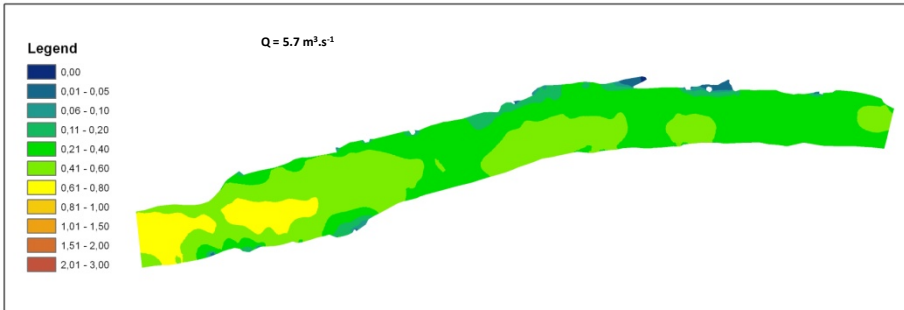 Q = 5.7 m³.s⁻¹
Legend
0,00
0,01 - 0,05
0,06 - 0,10
0,11 - 0,20
0,21 - 0,40
0,41 - 0,60
0,61 - 0,80
0,81 - 1,00
1,01 - 1,50
1,51 - 2,00
2,01 - 3,00